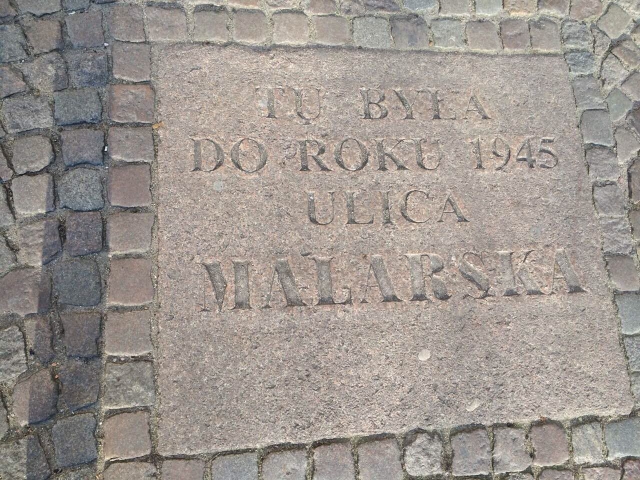 TU BYŁA
DO ROKU 1945
ULICA
MALARSKA